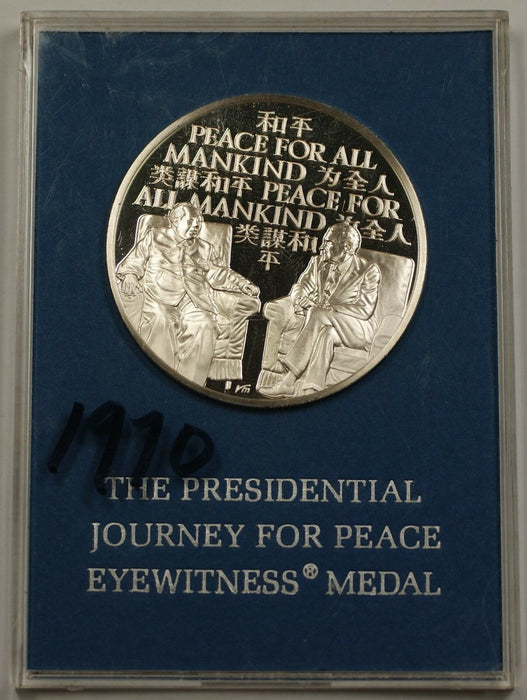 和平
PEACE FOR ALL
MANKIND 为全人
类謀和平 PEACE FOR
ALL MANKIND 为全人
类謀和
平
1970
THE PRESIDENTIAL
JOURNEY FOR PEACE
EYEWITNESS® MEDAL